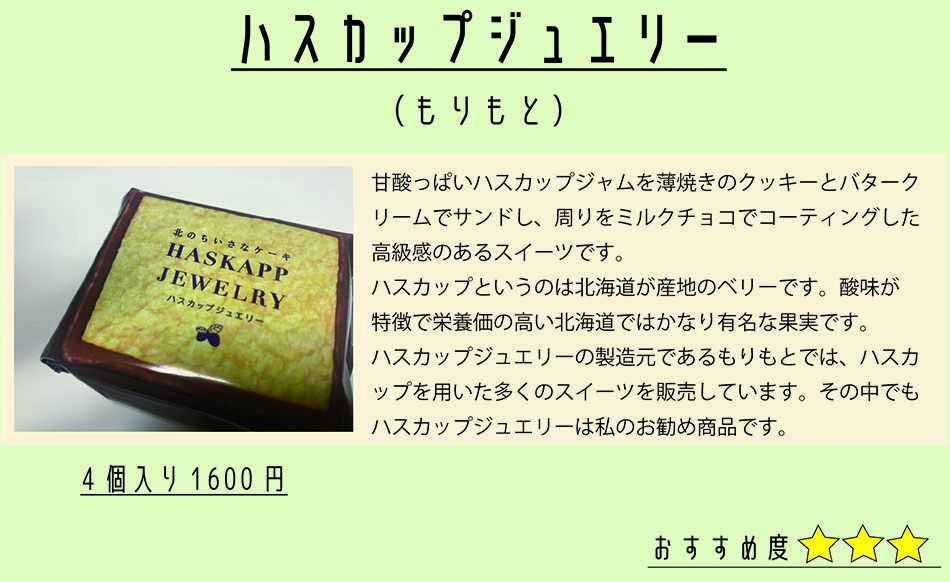 ハスカップジュエリー
(もりもと)
北のちいさなケーキ
HASKAPP
JEWELRY
ハスカップジュエリー
甘酸っぱいハスカップジャムを薄焼きのクッキーとバターク
リームでサンドし、周りをミルクチョコでコーティングした
高級感のあるスイーツです。
ハスカップというのは北海道が産地のベリーです。酸味が
特徴で栄養価の高い北海道ではかなり有名な果実です。
ハスカップジュエリーの製造元であるもりもとでは、ハスカ
ップを用いた多くのスイーツを販売しています。その中でも
ハスカップジュエリーは私のお勧め商品です。
4個入り1600円
おすすめ度